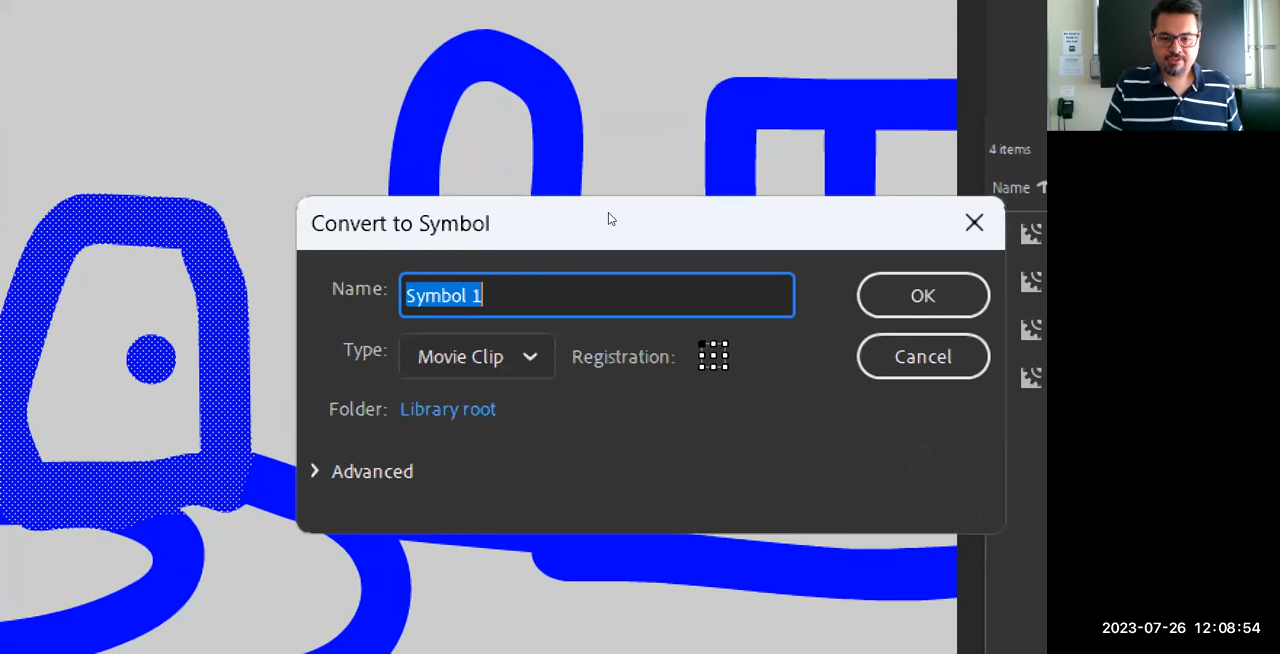 4 items
Name
Convert to Symbol
Name: Symbol 1
OK
Type: Movie Clip
Registration:
Cancel
Folder: Library root
Advanced
2023-07-26 12:08:54